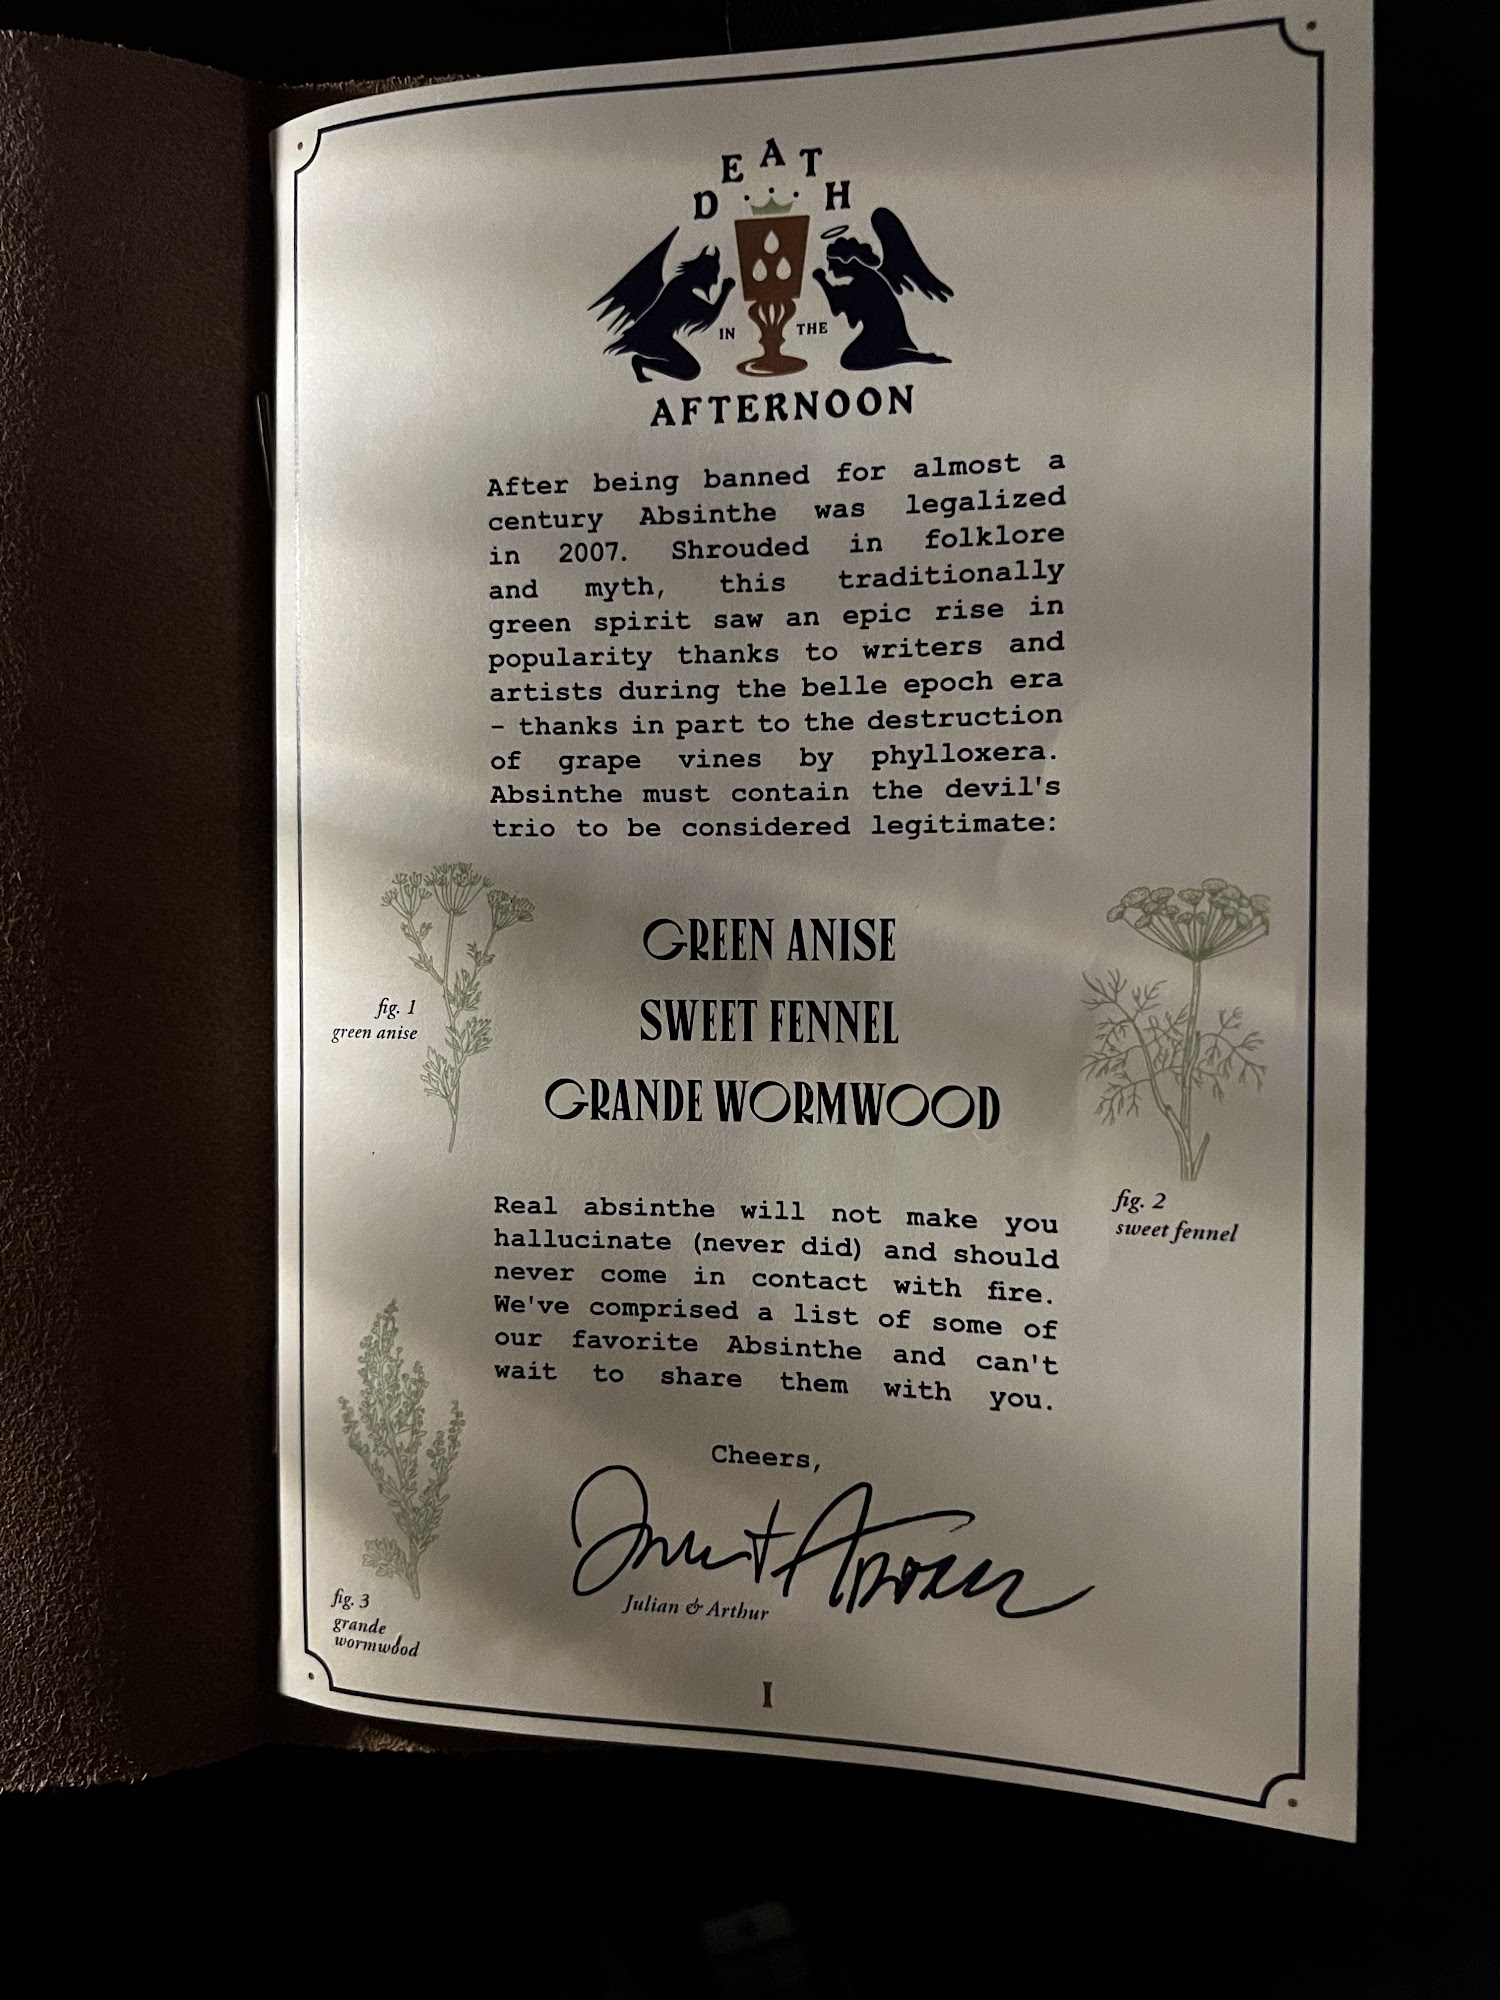 DEATH
IN THE
AFTERNOON
After being banned for almost a
century Absinthe was legalized
in 2007. Shrouded in folklore
and myth, this traditionally
green spirit saw an epic rise in
popularity thanks to writers and
artists during the belle epoch era
– thanks in part to the destruction
of grape vines by phylloxera.
Absinthe must contain the devil's
trio to be considered legitimate:
GREEN ANISE
fig. 1
green anise
SWEET FENNEL
GRANDE WORMWOOD
fig. 2
sweet fennel
Real absinthe will not make you
hallucinate (never did) and should
never come in contact with fire.
We've comprised a list of some of
our favorite Absinthe and can't
wait to share them with you.
Cheers,
Julian & Arthur
fig. 3
grande
wormwood
I